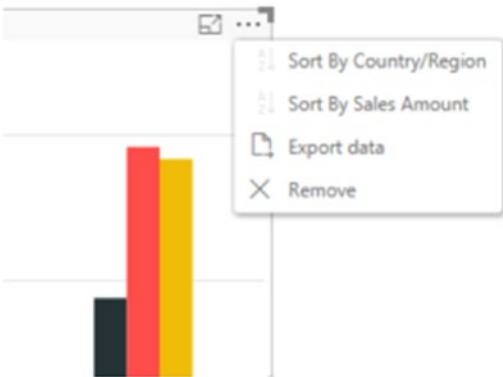 Sort By Country/Region
Sort By Sales Amount
Export data
Remove